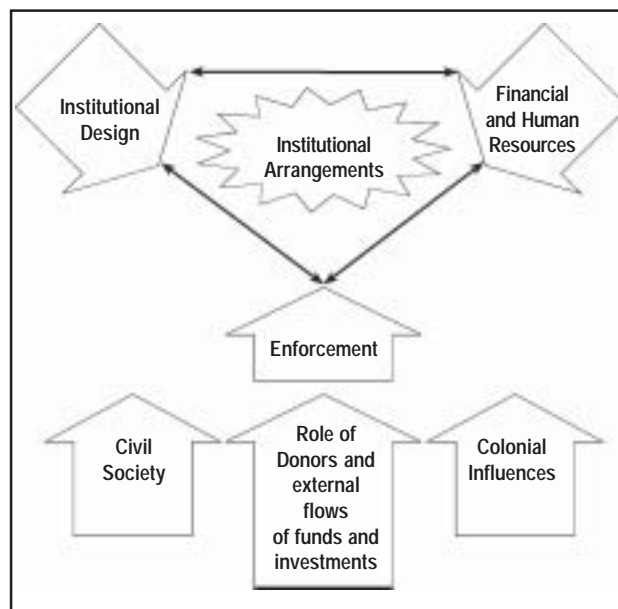 Institutional
Design
Financial
and Human
Resources
Institutional
Arrangements
Enforcement
Civil
Society
Role of
Donors and
external
flows
of funds and
investments
Colonial
Influences